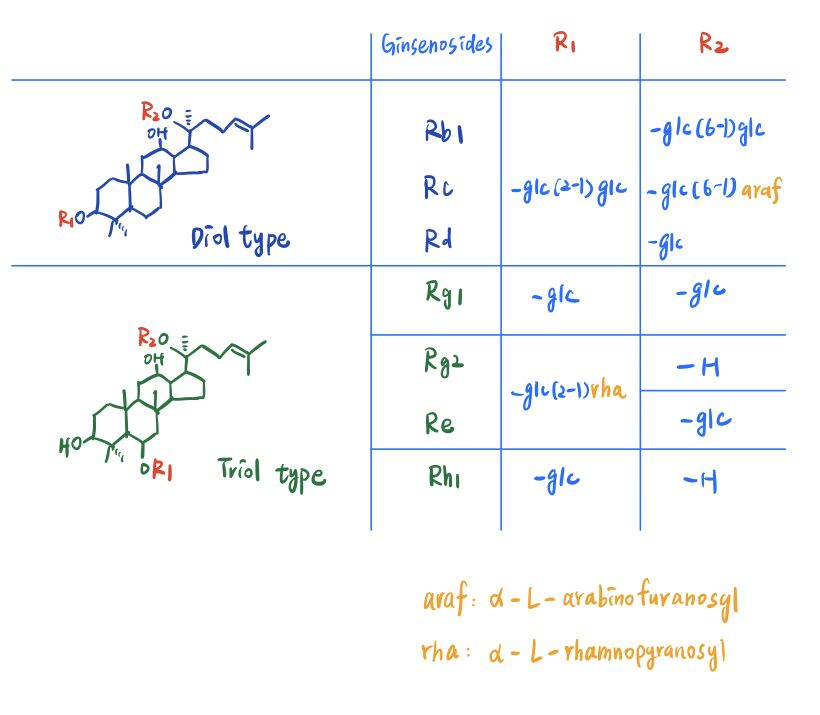 Ginsenosides R1 R2
R2O
OH
R1O
Diol type
Rb1 -glc(6-1)glc
Rc -glc(2-1)glc -glc(6-1)araf
Rd -glc
Rg1 -glc -glc
R2O
OH
HO
OR1
Triol type
Rg2 -H
-glc(2-1)rha
Re -glc
Rh1 -glc -H
araf: α-L-arabinofuranosyl
rha: α-L-rhamnopyranosyl